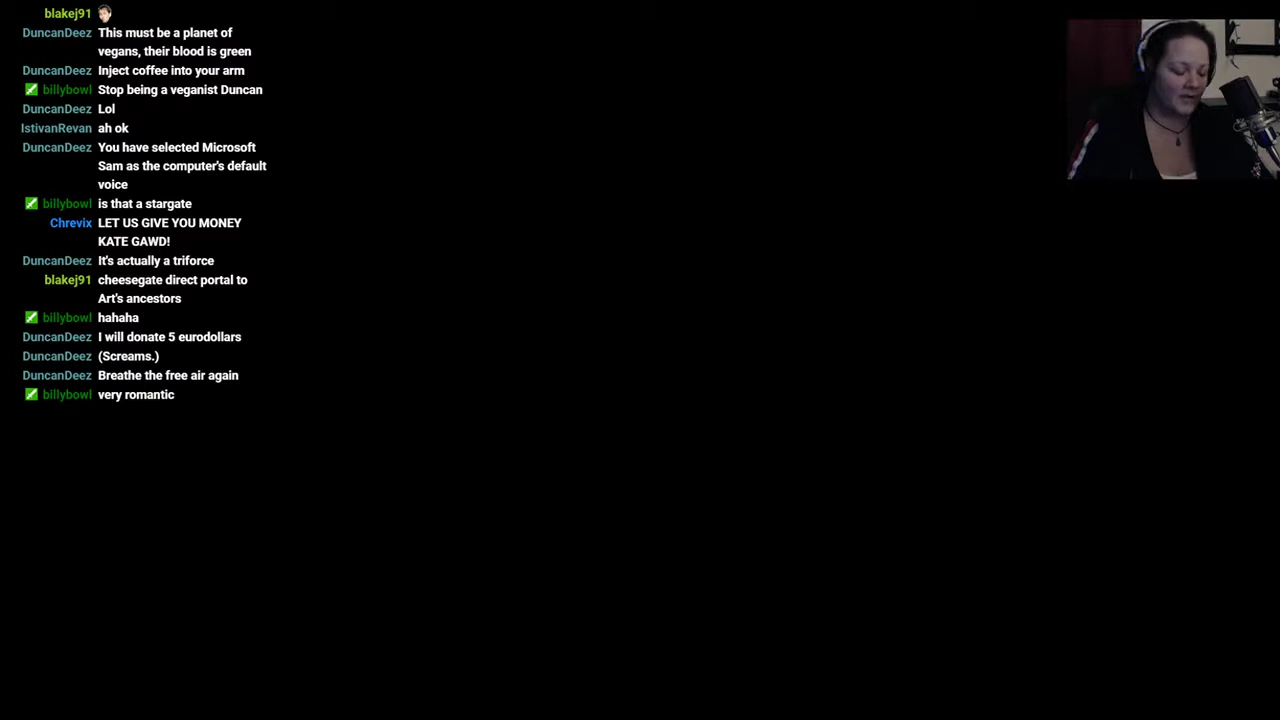 blakej91
DuncanDeez This must be a planet of
vegans, their blood is green
DuncanDeez Inject coffee into your arm
billybowl Stop being a veganist Duncan
DuncanDeez Lol
IstivanRevan ah ok
DuncanDeez You have selected Microsoft
Sam as the computer's default
voice
billybowl is that a stargate
Chrevix LET US GIVE YOU MONEY
KATE GAWD!
DuncanDeez It's actually a triforce
blakej91 cheesegate direct portal to
Art's ancestors
billybowl hahaha
DuncanDeez I will donate 5 eurodollars
DuncanDeez (Screams.)
DuncanDeez Breathe the free air again
billybowl very romantic